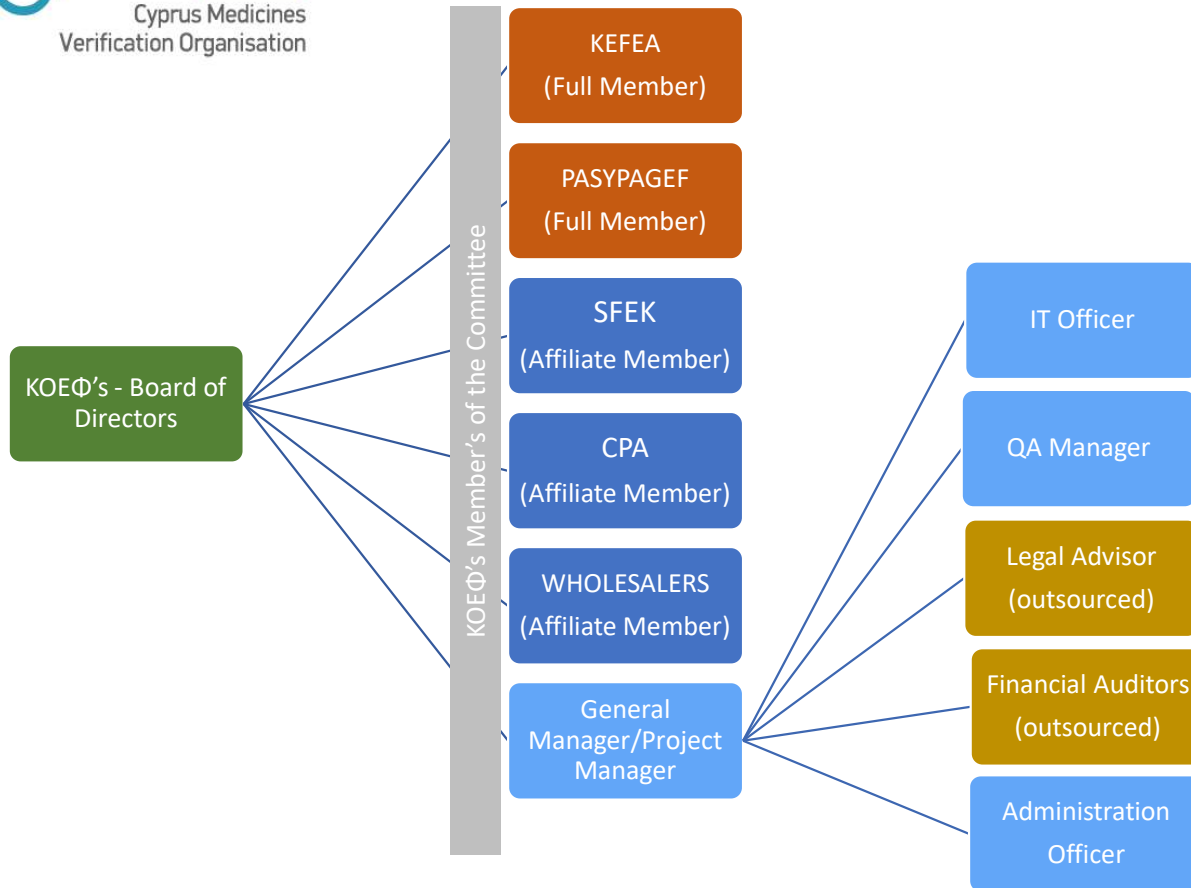 Cyprus Medicines
Verification Organisation
KEFEA
(Full Member)
PASYPAGEF
(Full Member)
SFEK
(Affiliate Member)
CPA
(Affiliate Member)
WHOLESALERS
(Affiliate Member)
General
Manager/Project
Manager
ΚΟΕΦ's - Board of
Directors
ΚΟΕΦ's Member's of the Committee
IT Officer
QA Manager
Legal Advisor
(outsourced)
Financial Auditors
(outsourced)
Administration
Officer